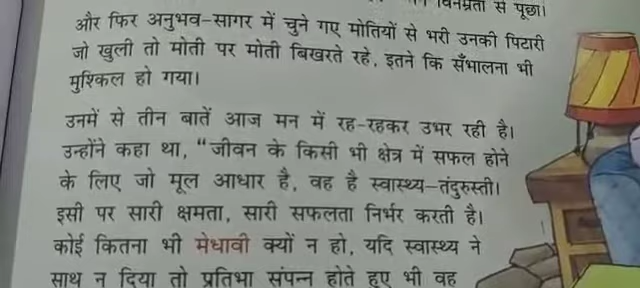 विनम्रता से पूछा।
और फिर अनुभव-सागर में चुने गए मोतियों से भरी उनकी पिटारी
जो खुली तो मोती पर मोती बिखरते रहे, इतने कि सँभालना भी
मुश्किल हो गया।
उनमें से तीन बातें आज मन में रह-रहकर उभर रही है।
उन्होंने कहा था, “जीवन के किसी भी क्षेत्र में सफल होने
के लिए जो मूल आधार है, वह है स्वास्थ्य-तंदुरुस्ती।
इसी पर सारी क्षमता, सारी सफलता निर्भर करती है।
कोई कितना भी मेधावी क्यों न हो, यदि स्वास्थ्य ने
साथ न दिया तो प्रतिभा संपन्न होते हुए भी वह